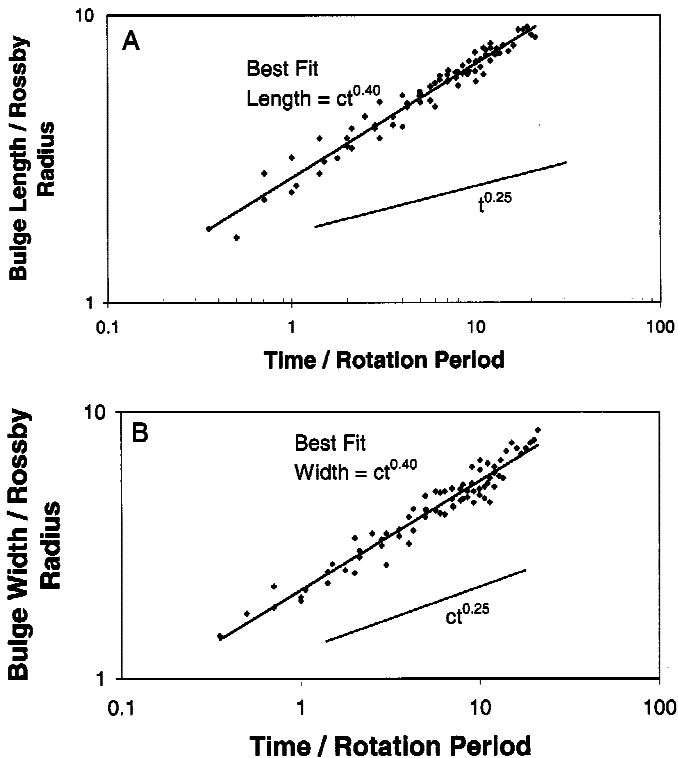 10
A
Best Fit
Length = ct^0.40
t^0.25
1
0.1 1 10 100
Bulge Length / Rossby
Radius
Time / Rotation Period
10
B
Best Fit
Width = ct^0.40
ct^0.25
1
0.1 1 10 100
Bulge Width / Rossby
Radius
Time / Rotation Period